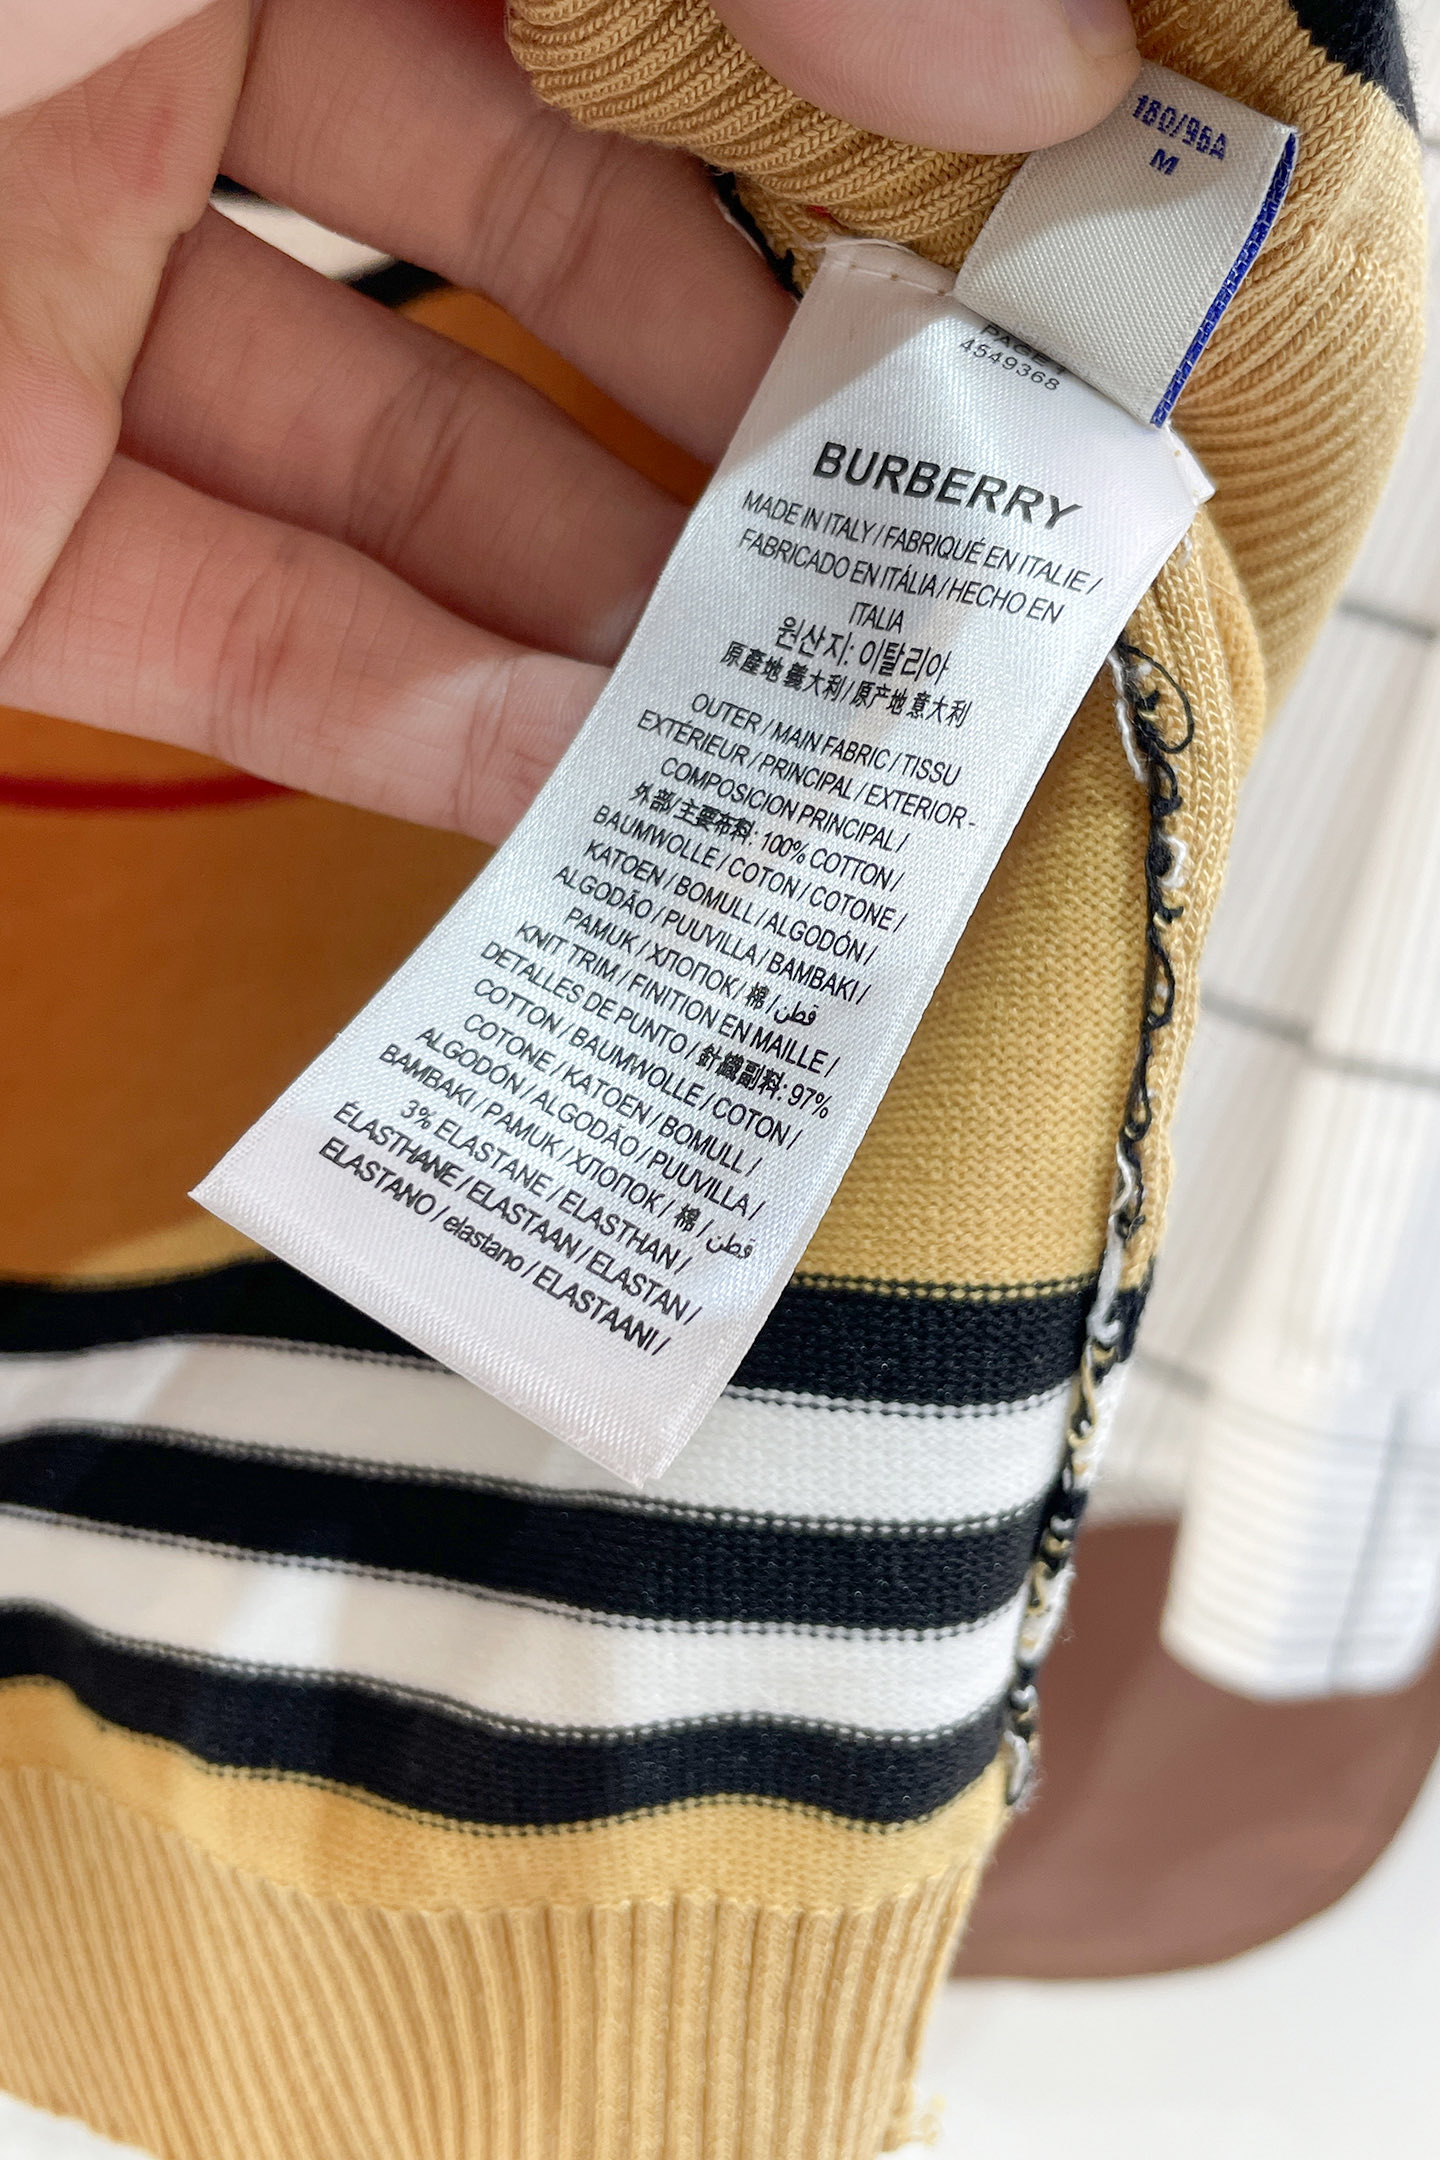 180/96A
M
PAGE 1
4549368
BURBERRY
MADE IN ITALY / FABRIQUÉ EN ITALIE /
FABRICADO EN ITÁLIA / HECHO EN
ITALIA
원산지: 이탈리아
原產地 義大利 / 原产地 意大利
OUTER / MAIN FABRIC / TISSU
EXTÉRIEUR / PRINCIPAL / EXTERIOR -
COMPOSICION PRINCIPAL /
外部/主要布料: 100% COTTON /
BAUMWOLLE / COTON / COTONE /
KATOEN / BOMULL / ALGODÓN /
ALGODÃO / PUUVILLA / BAMBAKI /
PAMUK / ХЛОПОК / 棉 / قطن
KNIT TRIM / FINITION EN MAILLE /
DETALLES DE PUNTO / 針織副料: 97%
COTTON / BAUMWOLLE / COTON /
COTONE / KATOEN / BOMULL /
ALGODÓN / ALGODÃO / PUUVILLA /
BAMBAKI / PAMUK / ХЛОПОК / 棉 / قطن
3% ELASTANE / ELASTHAN /
ÉLASTHANE / ELASTAAN / ELASTAN /
ELASTANO / elastano / ELASTAANI /